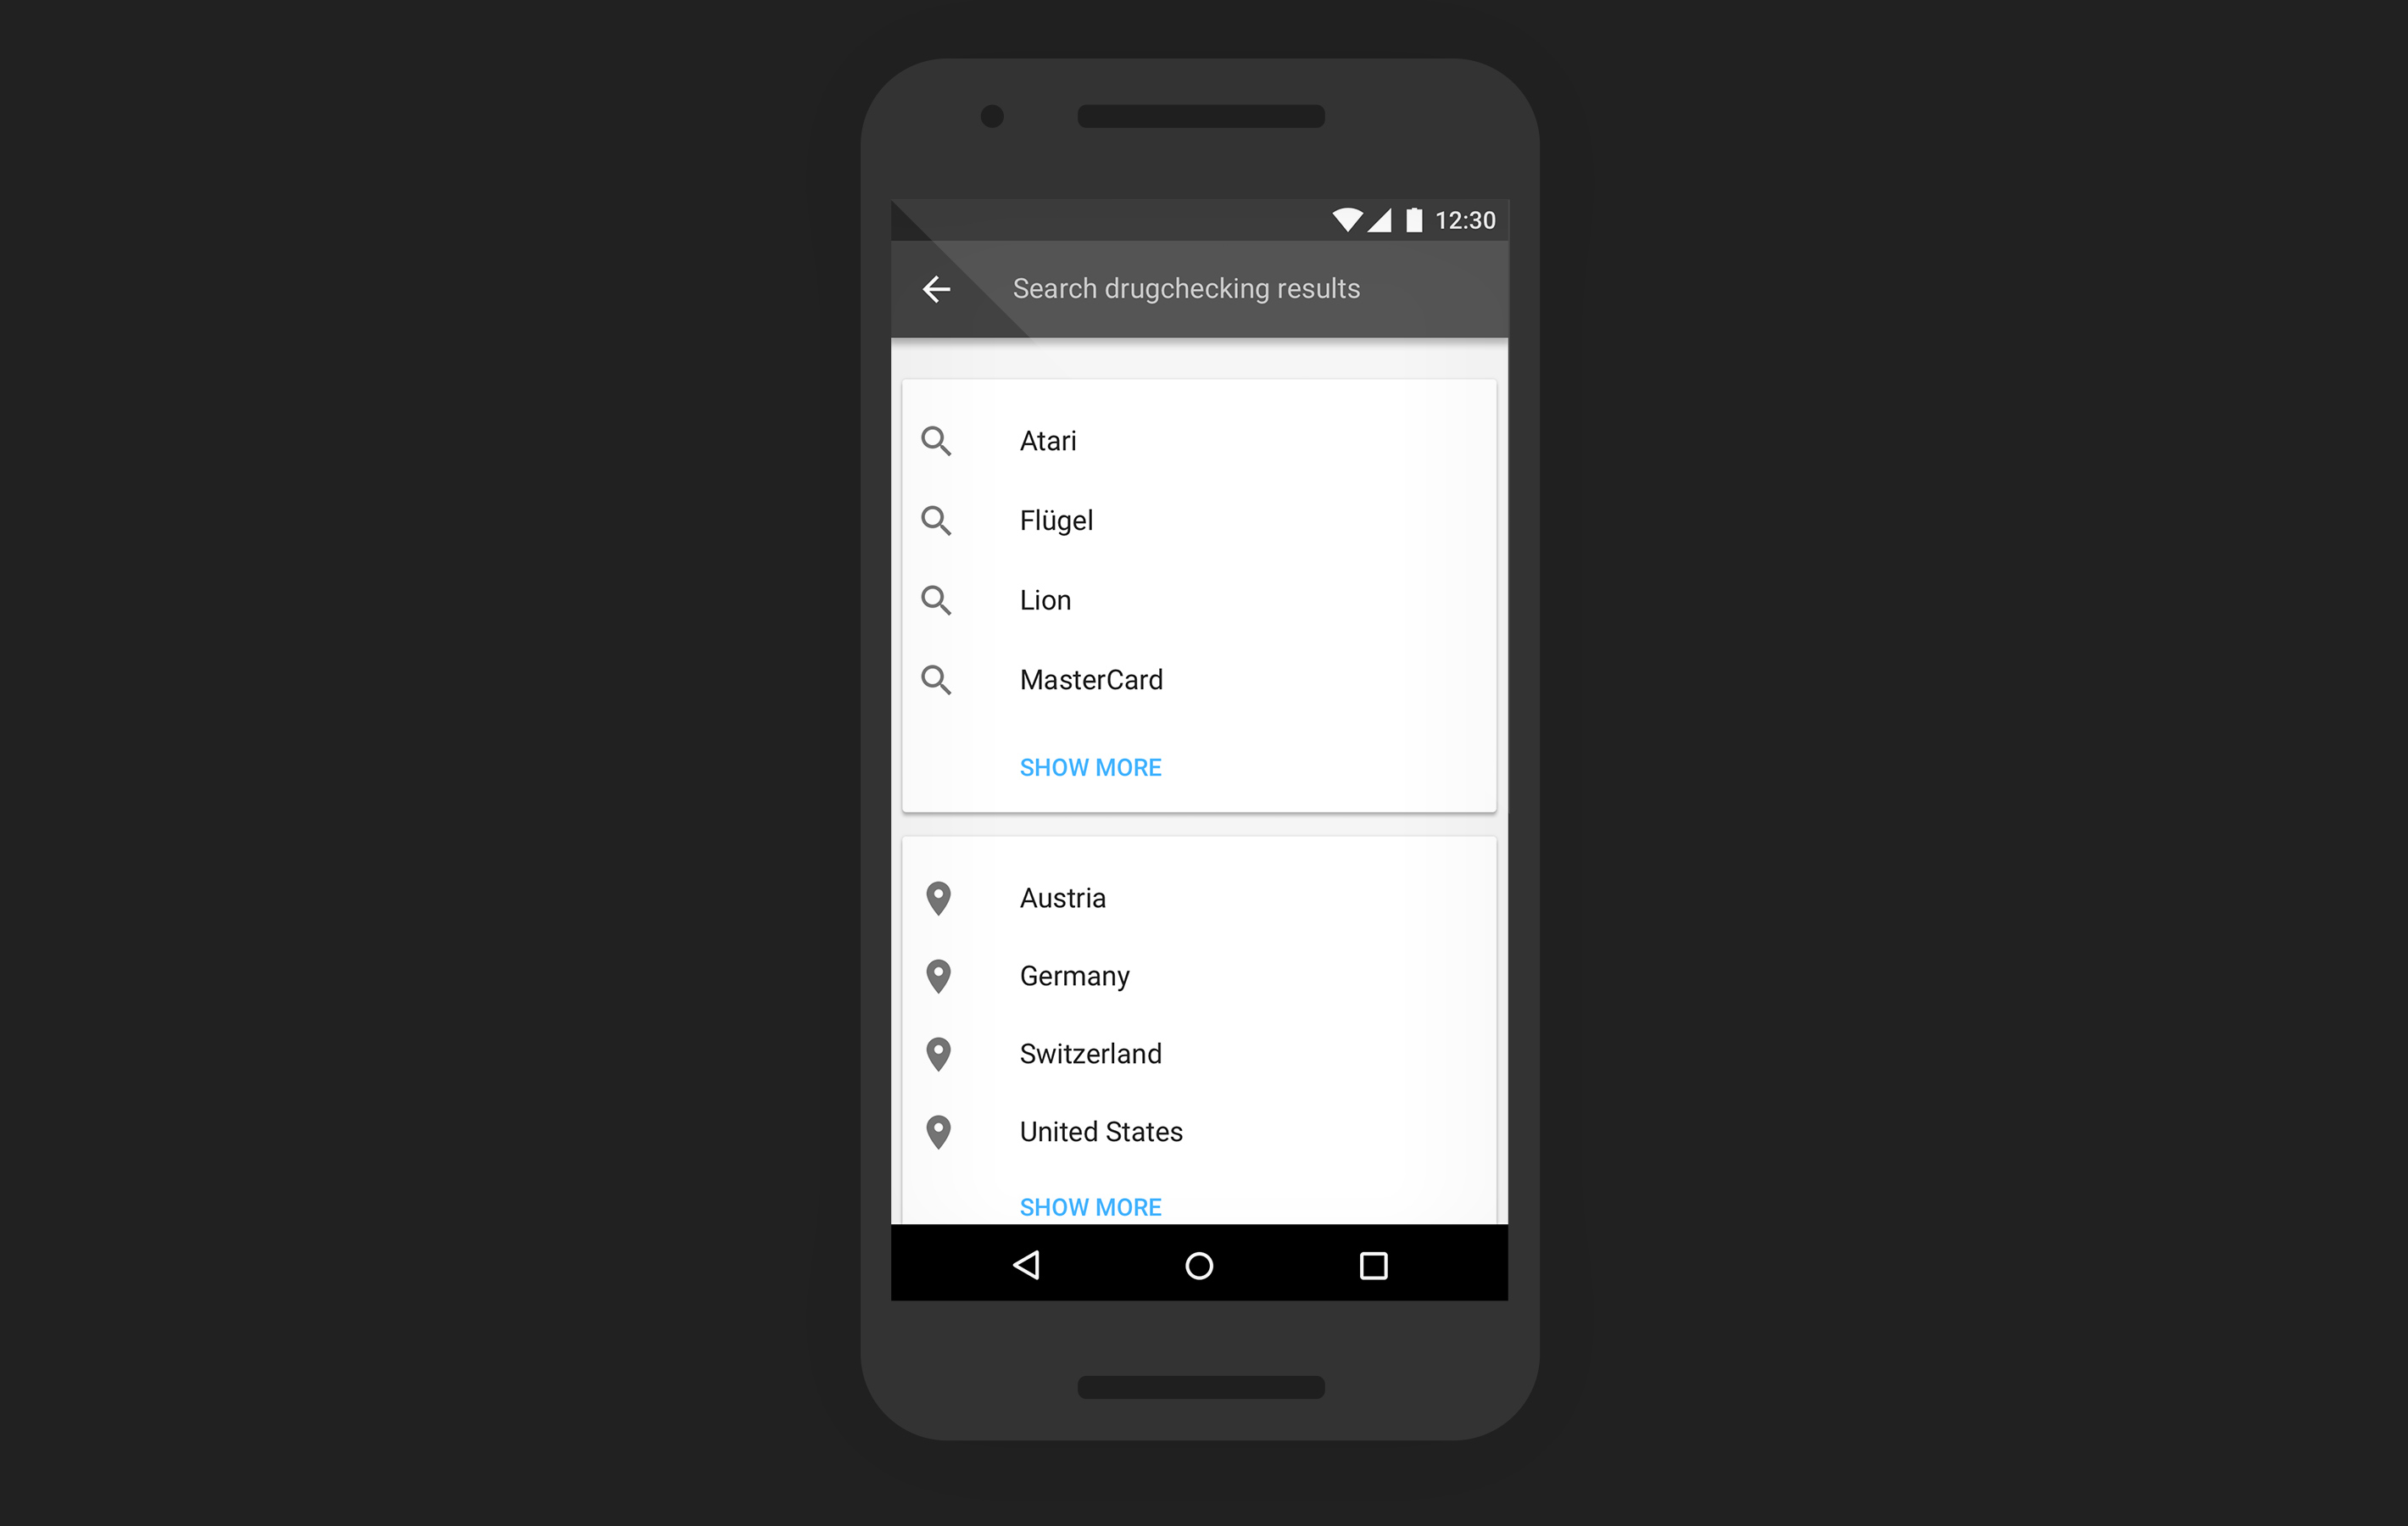 12:30
Search drugchecking results
Atari
Flügel
Lion
MasterCard
SHOW MORE
Austria
Germany
Switzerland
United States
SHOW MORE